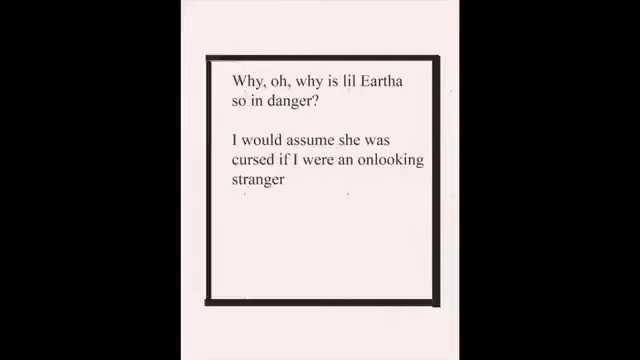 Why, oh, why is lil Eartha
so in danger?
I would assume she was
cursed if I were an onlooking
stranger